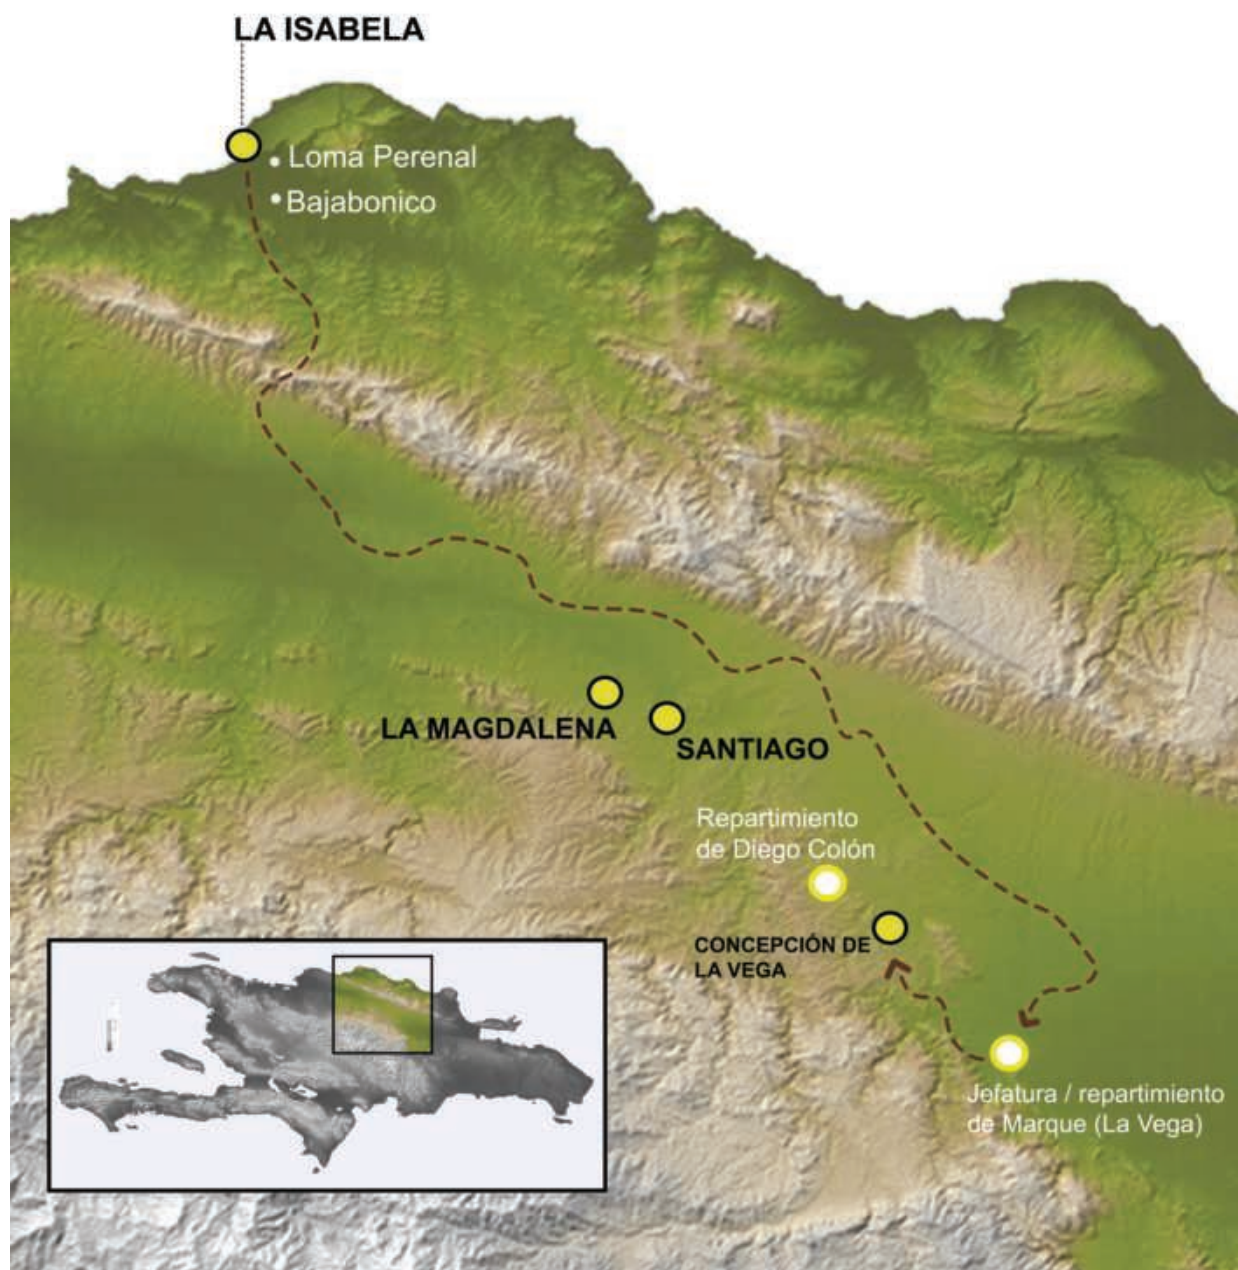 LA ISABELA
Loma Perenal
Bajabonico
LA MAGDALENA
SANTIAGO
Repartimiento
de Diego Colón
CONCEPCIÓN DE
LA VEGA
Jefatura / repartimiento
de Marque (La Vega)